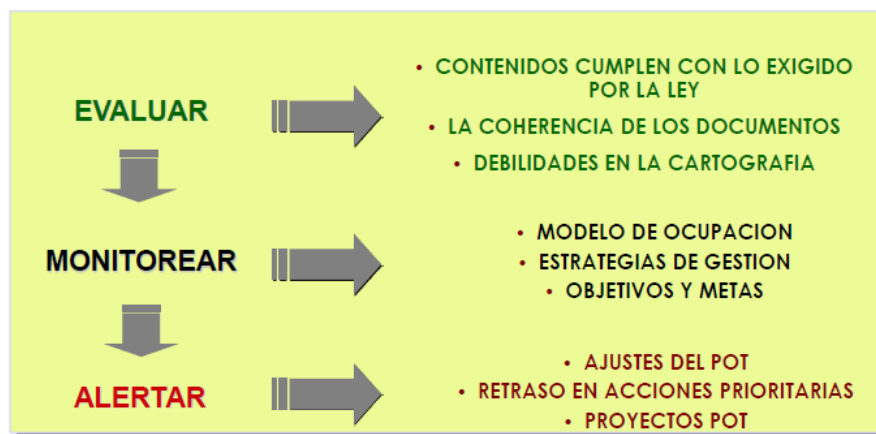 EVALUAR
• CONTENIDOS CUMPLEN CON LO EXIGIDO
POR LA LEY
• LA COHERENCIA DE LOS DOCUMENTOS
• DEBILIDADES EN LA CARTOGRAFIA
MONITOREAR
• MODELO DE OCUPACION
• ESTRATEGIAS DE GESTION
• OBJETIVOS Y METAS
ALERTAR
• AJUSTES DEL POT
• RETRASO EN ACCIONES PRIORITARIAS
• PROYECTOS POT